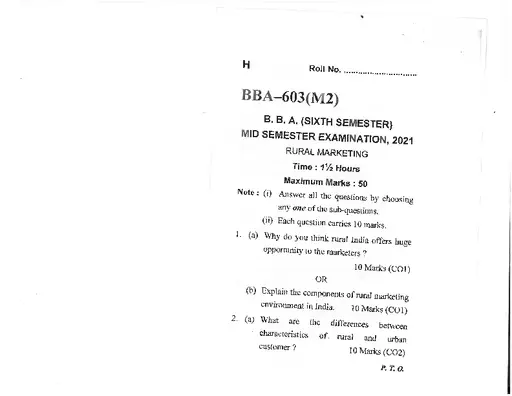 H Roll No. ..............................
BBA–603(M2)
B. B. A. (SIXTH SEMESTER)
MID SEMESTER EXAMINATION, 2021
RURAL MARKETING
Time : 1½ Hours
Maximum Marks : 50
Note : (i) Answer all the questions by choosing
any one of the sub-questions.
(ii) Each question carries 10 marks.
1. (a) Why do you think rural India offers huge
opportunity to the marketers ?
10 Marks (CO1)
OR
(b) Explain the components of rural marketing
environment in India. 10 Marks (CO1)
2. (a) What are the differences between
characteristics of rural and urban
customer ? 10 Marks (CO2)
P. T. O.